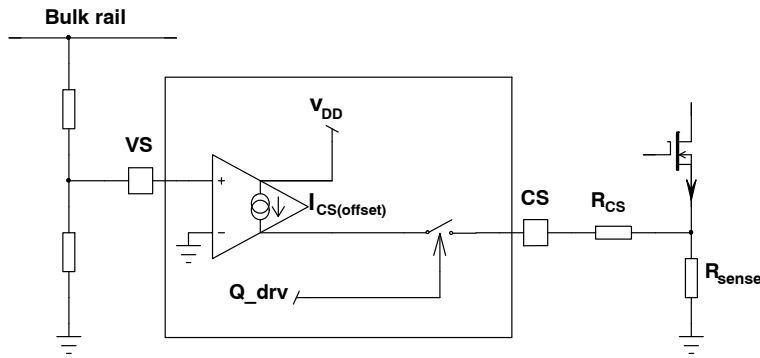 Bulk rail
VS
+
−
VDD
ICS(offset)
CS
RCS
Rsense
Q_drv